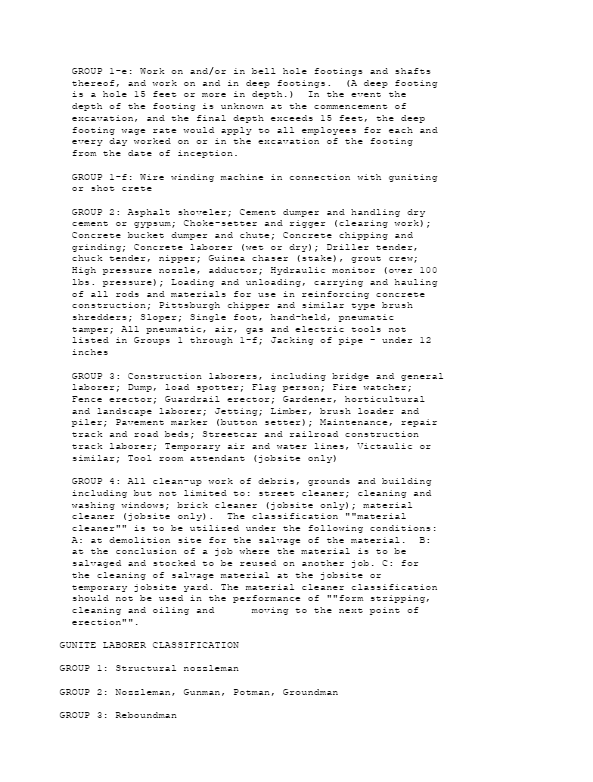 GROUP 1-e: Work on and/or in bell hole footings and shafts
thereof, and work on and in deep footings.  (A deep footing
is a hole 15 feet or more in depth.)  In the event the
depth of the footing is unknown at the commencement of
excavation, and the final depth exceeds 15 feet, the deep
footing wage rate would apply to all employees for each and
every day worked on or in the excavation of the footing
from the date of inception.
GROUP 1-f: Wire winding machine in connection with guniting
or shot crete
GROUP 2: Asphalt shoveler; Cement dumper and handling dry
cement or gypsum; Choke-setter and rigger (clearing work);
Concrete bucket dumper and chute; Concrete chipping and
grinding; Concrete laborer (wet or dry); Driller tender,
chuck tender, nipper; Guinea chaser (stake), grout crew;
High pressure nozzle, adductor; Hydraulic monitor (over 100
lbs. pressure); Loading and unloading, carrying and hauling
of all rods and materials for use in reinforcing concrete
construction; Pittsburgh chipper and similar type brush
shredders; Sloper; Single foot, hand-held, pneumatic
tamper; All pneumatic, air, gas and electric tools not
listed in Groups 1 through 1-f; Jacking of pipe - under 12
inches
GROUP 3: Construction laborers, including bridge and general
laborer; Dump, load spotter; Flag person; Fire watcher;
Fence erector; Guardrail erector; Gardener, horticultural
and landscape laborer; Jetting; Limber, brush loader and
piler; Pavement marker (button setter); Maintenance, repair
track and road beds; Streetcar and railroad construction
track laborer; Temporary air and water lines, Victaulic or
similar; Tool room attendant (jobsite only)
GROUP 4: All clean-up work of debris, grounds and building
including but not limited to: street cleaner; cleaning and
washing windows; brick cleaner (jobsite only); material
cleaner (jobsite only).  The classification ""material
cleaner"" is to be utilized under the following conditions:
A: at demolition site for the salvage of the material.  B:
at the conclusion of a job where the material is to be
salvaged and stocked to be reused on another job. C: for
the cleaning of salvage material at the jobsite or
temporary jobsite yard. The material cleaner classification
should not be used in the performance of ""form stripping,
cleaning and oiling and      moving to the next point of
erection"".
GUNITE LABORER CLASSIFICATION
GROUP 1: Structural nozzleman
GROUP 2: Nozzleman, Gunman, Potman, Groundman
GROUP 3: Reboundman